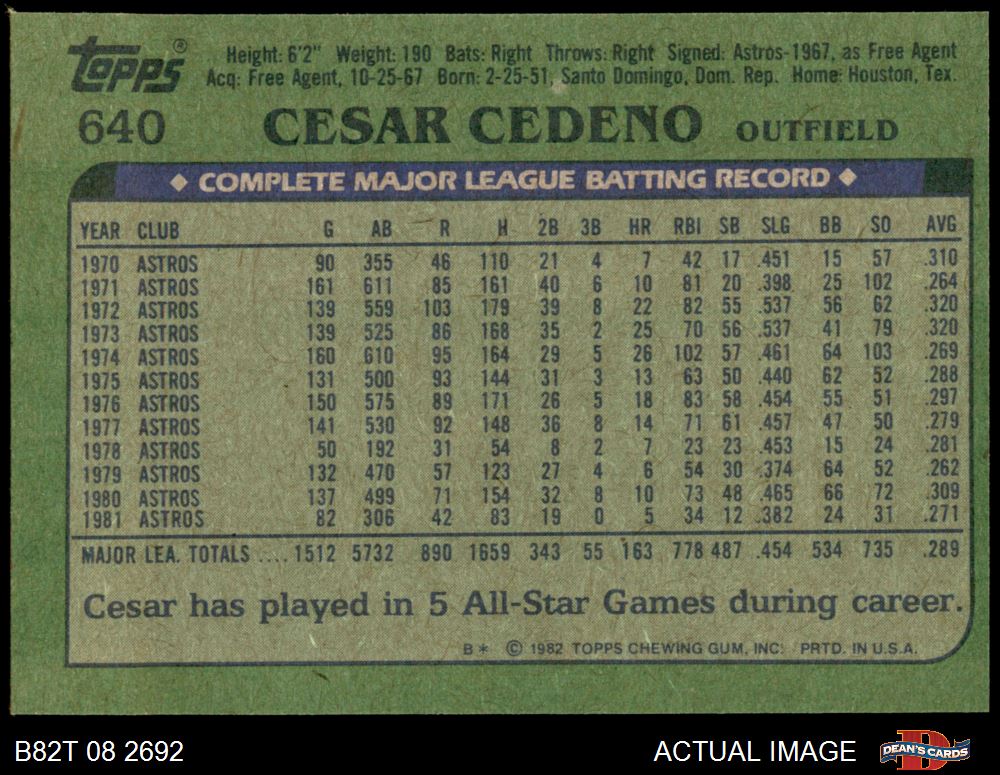 Topps®
Height: 6'2" Weight: 190 Bats: Right Throws: Right Signed: Astros-1967, as Free Agent
Acq: Free Agent, 10-25-67 Born: 2-25-51, Santo Domingo, Dom. Rep. Home: Houston, Tex.
640 CESAR CEDENO OUTFIELD
◆ COMPLETE MAJOR LEAGUE BATTING RECORD ◆
YEAR CLUB G AB R H 2B 3B HR RBI SB SLG BB SO AVG
1970 ASTROS 90 355 46 110 21 4 7 42 17 .451 15 57 .310
1971 ASTROS 161 611 85 161 40 6 10 81 20 .398 25 102 .264
1972 ASTROS 139 559 103 179 39 8 22 82 55 .537 56 62 .320
1973 ASTROS 139 525 86 168 35 2 25 70 56 .537 41 79 .320
1974 ASTROS 160 610 95 164 29 5 26 102 57 .461 64 103 .269
1975 ASTROS 131 500 93 144 31 3 13 63 50 .440 62 52 .288
1976 ASTROS 150 575 89 171 26 5 18 83 58 .454 55 51 .297
1977 ASTROS 141 530 92 148 36 8 14 71 61 .457 47 50 .279
1978 ASTROS 50 192 31 54 8 2 7 23 23 .453 15 24 .281
1979 ASTROS 132 470 57 123 27 4 6 54 30 .374 64 52 .262
1980 ASTROS 137 499 71 154 32 8 10 73 48 .465 66 72 .309
1981 ASTROS 82 306 42 83 19 0 5 34 12 .382 24 31 .271
MAJOR LEA. TOTALS .... 1512 5732 890 1659 343 55 163 778 487 .454 534 735 .289
Cesar has played in 5 All-Star Games during career.
B* © 1982 TOPPS CHEWING GUM, INC. PRTD. IN U.S.A.
B82T 08 2692 ACTUAL IMAGE D DEAN'S CARDS